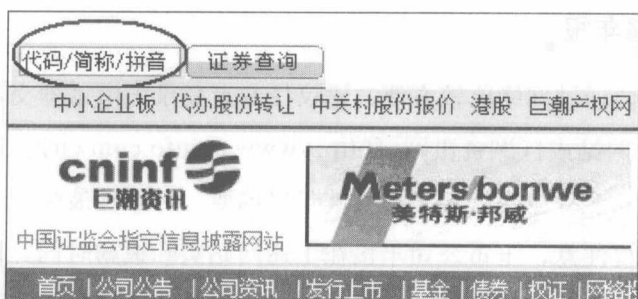 代码/简称/拼音 证券查询
中小企业板 代办股份转让 中关村股份报价 港股 巨潮产权网
cninf
巨潮资讯
Meters/bonwe
美特斯·邦威
中国证监会指定信息披露网站
首页 | 公司公告 | 公司资讯 | 发行上市 | 基金 | 债券 | 权证 | 网络